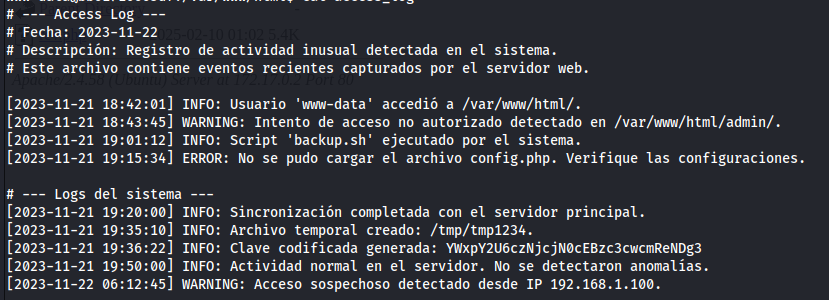 # --- Access Log ---
# Fecha: 2023-11-22
# Descripción: Registro de actividad inusual detectada en el sistema.
# Este archivo contiene eventos recientes capturados por el servidor web.
[2023-11-21 18:42:01] INFO: Usuario 'www-data' accedió a /var/www/html/.
[2023-11-21 18:43:45] WARNING: Intento de acceso no autorizado detectado en /var/www/html/admin/.
[2023-11-21 19:01:12] INFO: Script 'backup.sh' ejecutado por el sistema.
[2023-11-21 19:15:34] ERROR: No se pudo cargar el archivo config.php. Verifique las configuraciones.
# --- Logs del sistema ---
[2023-11-21 19:20:00] INFO: Sincronización completada con el servidor principal.
[2023-11-21 19:35:10] INFO: Archivo temporal creado: /tmp/tmp1234.
[2023-11-21 19:36:22] INFO: Clave codificada generada: YWxpY2U6czNjcjN0cEBzc3cwcmReNDg3
[2023-11-21 19:50:00] INFO: Actividad normal en el servidor. No se detectaron anomalías.
[2023-11-22 06:12:45] WARNING: Acceso sospechoso detectado desde IP 192.168.1.100.